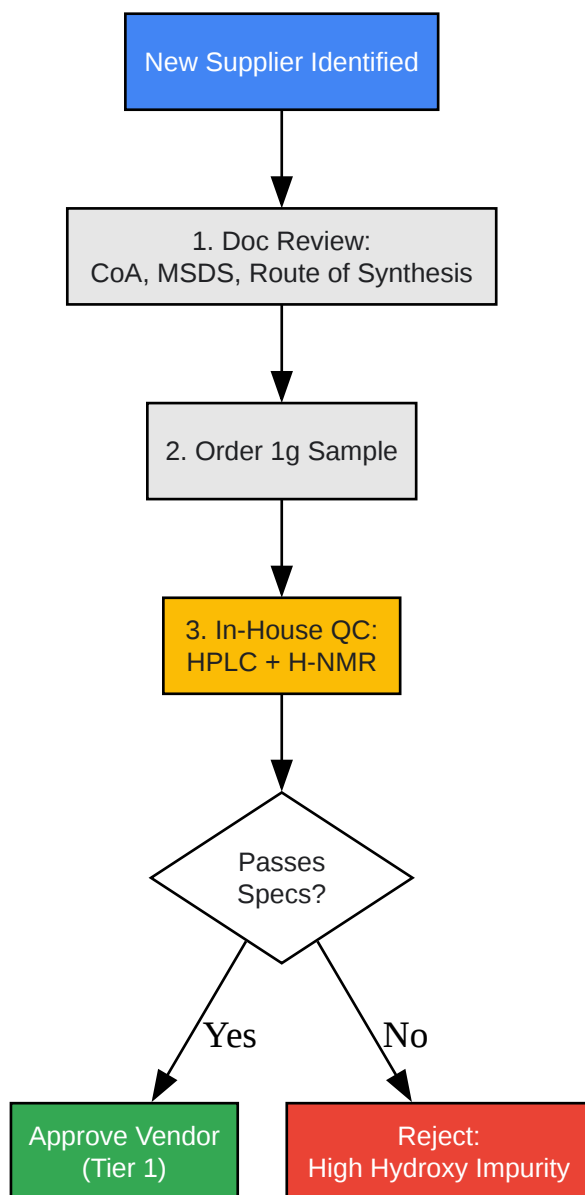 New Supplier Identified
1. Doc Review:
CoA, MSDS, Route of Synthesis
2. Order 1g Sample
3. In-House QC:
HPLC + H-NMR
Passes
Specs?
Yes
No
Approve Vendor
(Tier 1)
Reject:
High Hydroxy Impurity